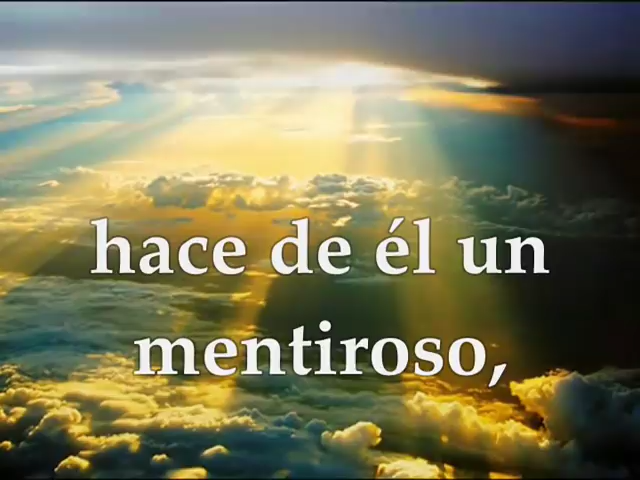 hace de él un
mentiroso,